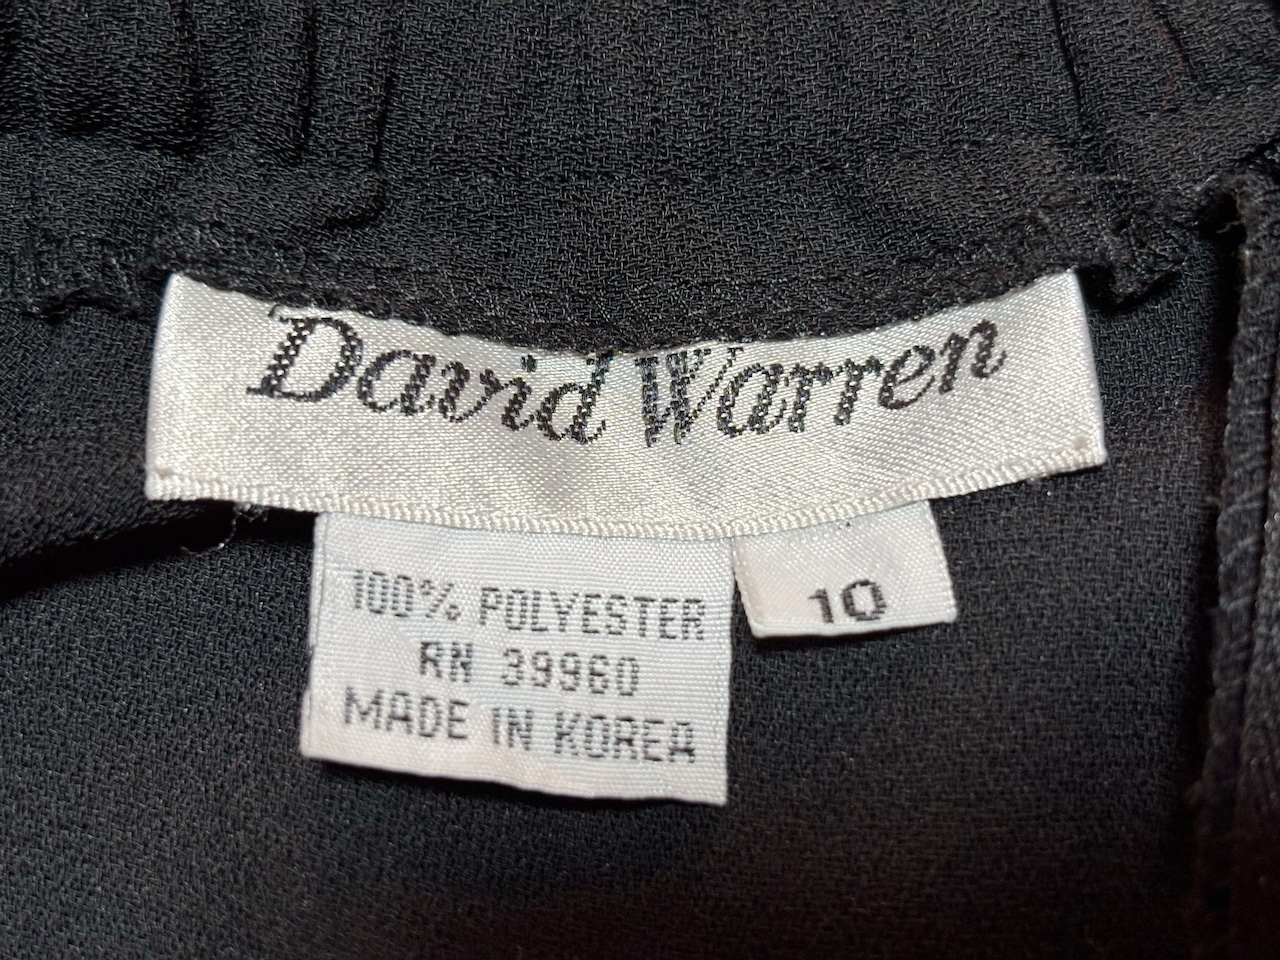 David Warren
100% POLYESTER
RN 39960
MADE IN KOREA
10